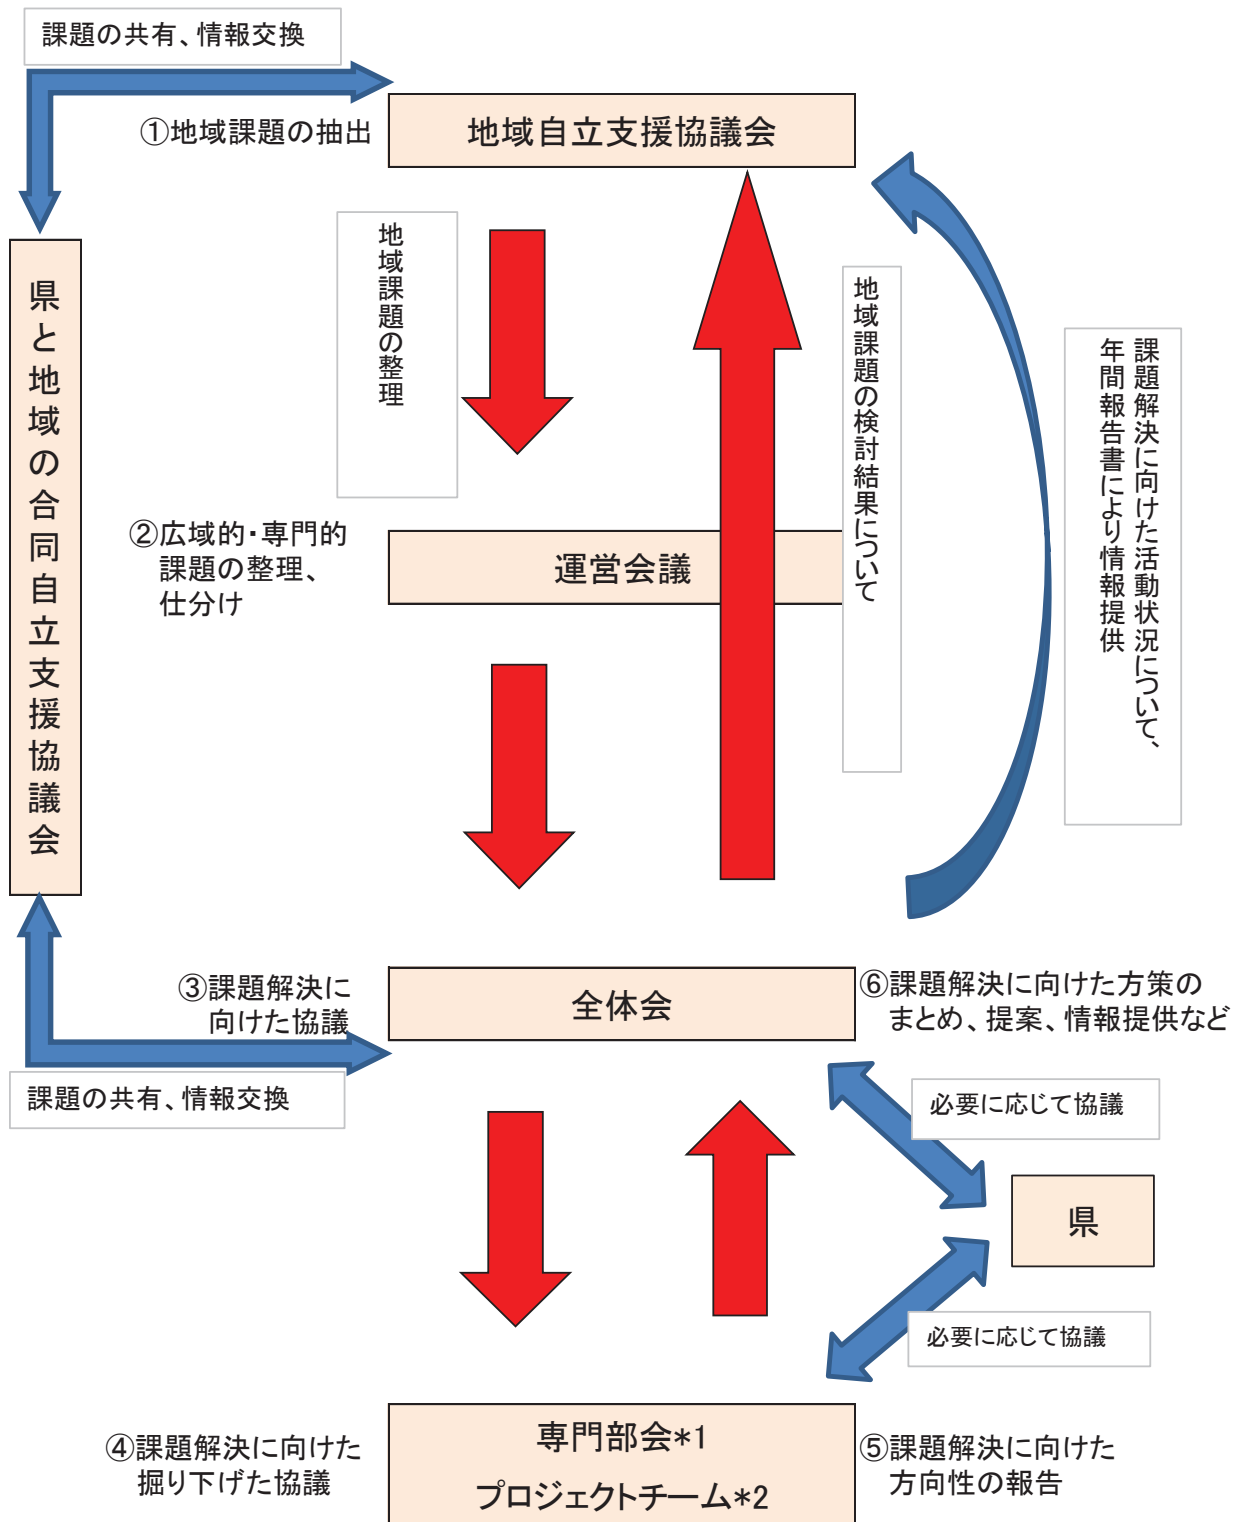 課題の共有、情報交換
①地域課題の抽出
地域自立支援協議会
県と地域の合同自立支援協議会
地域課題の整理
地域課題の検討結果について
課題解決に向けた活動状況について、
年間報告書により情報提供
②広域的・専門的
課題の整理、
仕分け
運営会議
③課題解決に
向けた協議
全体会
⑥課題解決に向けた方策の
まとめ、提案、情報提供など
課題の共有、情報交換
必要に応じて協議
県
必要に応じて協議
④課題解決に向けた
掘り下げた協議
専門部会*1
プロジェクトチーム*2
⑤課題解決に向けた
方向性の報告